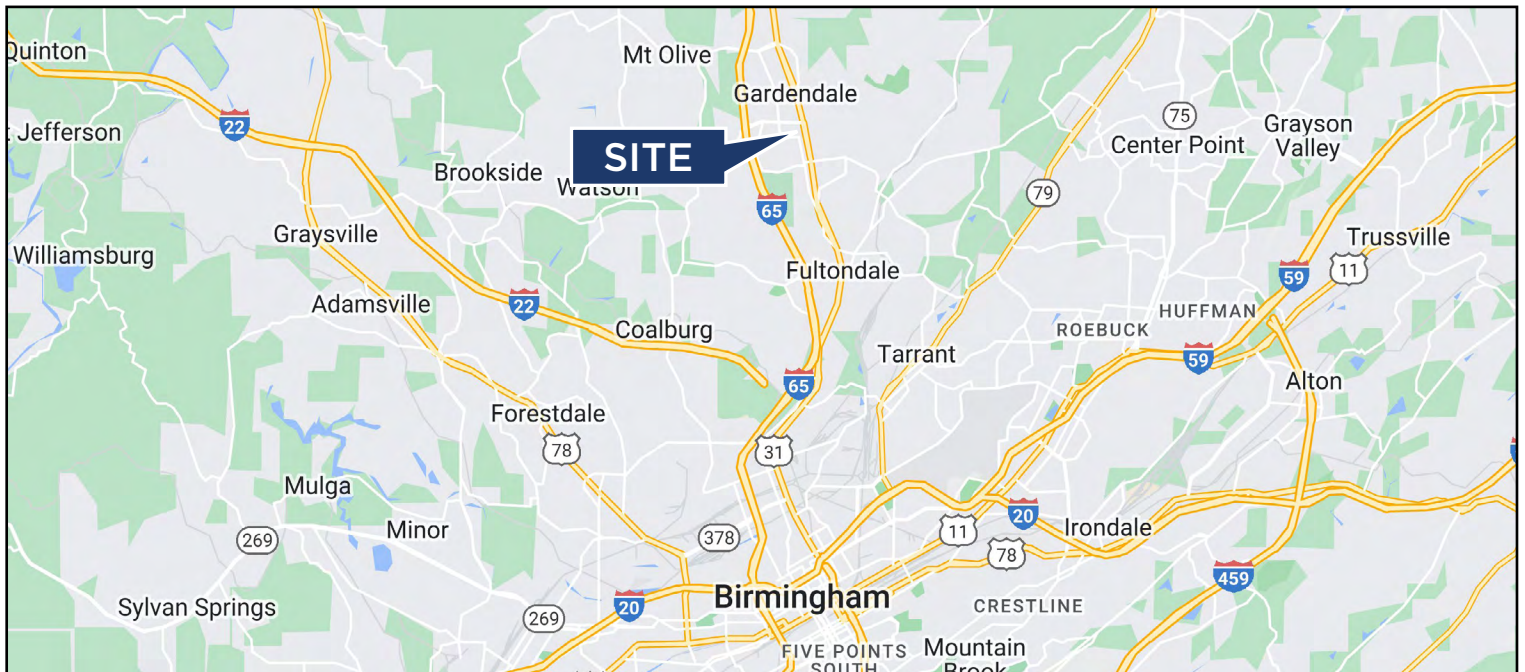 Quinton
Mt Olive
Gardendale
22
Jefferson
75
Center Point
Grayson
Valley
SITE
Brookside
Watson
79
65
Graysville
Williamsburg
Trussville
Fultondale
59
11
Adamsville
22
HUFFMAN
Coalburg
ROEBUCK
Tarrant
59
65
Alton
Forestdale
78
31
Mulga
Minor
269
378
20
11
Irondale
78
459
Birmingham
Sylvan Springs
20
269
CRESTLINE
FIVE POINTS
SOUTH
Mountain
Brook